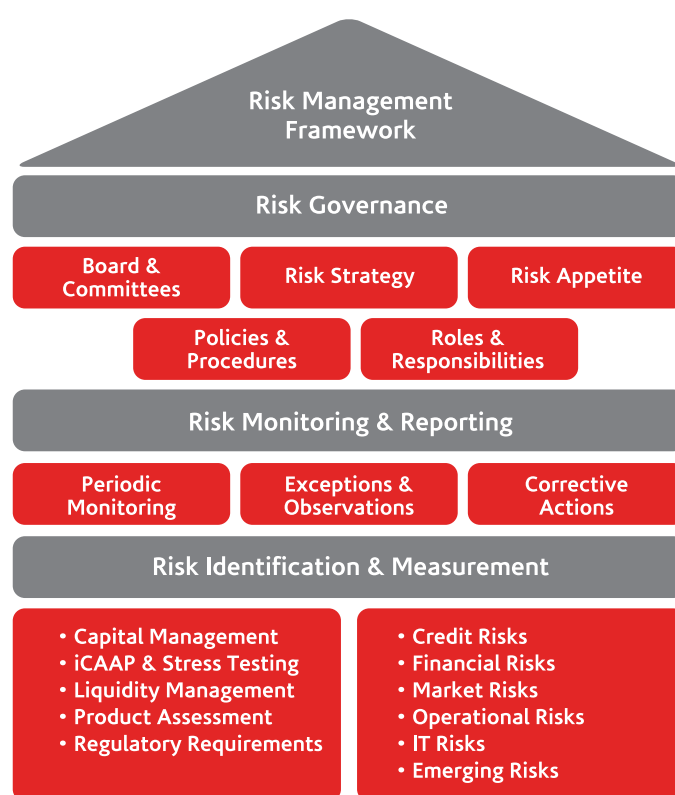 Risk Management
Framework
Risk Governance
Board &
Committees
Risk Strategy
Risk Appetite
Policies &
Procedures
Roles &
Responsibilities
Risk Monitoring & Reporting
Periodic
Monitoring
Exceptions &
Observations
Corrective
Actions
Risk Identification & Measurement
• Capital Management
• iCAAP & Stress Testing
• Liquidity Management
• Product Assessment
• Regulatory Requirements
• Credit Risks
• Financial Risks
• Market Risks
• Operational Risks
• IT Risks
• Emerging Risks